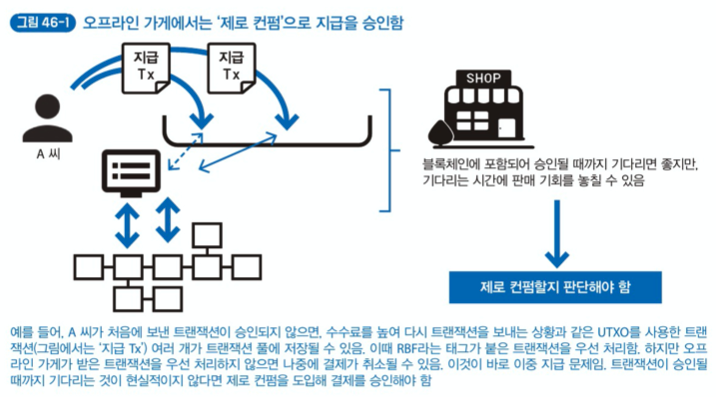 그림 46-1 오프라인 가게에서는 ‘제로 컨펌’으로 지급을 승인함
지급
Tx
지급
Tx
A 씨
SHOP
블록체인에 포함되어 승인될 때까지 기다리면 좋지만,
기다리는 시간에 판매 기회를 놓칠 수 있음
제로 컨펌할지 판단해야 함
예를 들어, A 씨가 처음에 보낸 트랜잭션이 승인되지 않으면, 수수료를 높여 다시 트랜잭션을 보내는 상황과 같은 UTXO를 사용한 트랜
잭션(그림에서는 ‘지급 Tx’) 여러 개가 트랜잭션 풀에 저장될 수 있음. 이때 RBF라는 태그가 붙은 트랜잭션을 우선 처리함. 하지만 오프
라인 가게가 받은 트랜잭션을 우선 처리하지 않으면 나중에 결제가 취소될 수 있음. 이것이 바로 이중 지급 문제임. 트랜잭션이 승인될
때까지 기다리는 것이 현실적이지 않다면 제로 컨펌을 도입해 결제를 승인해야 함